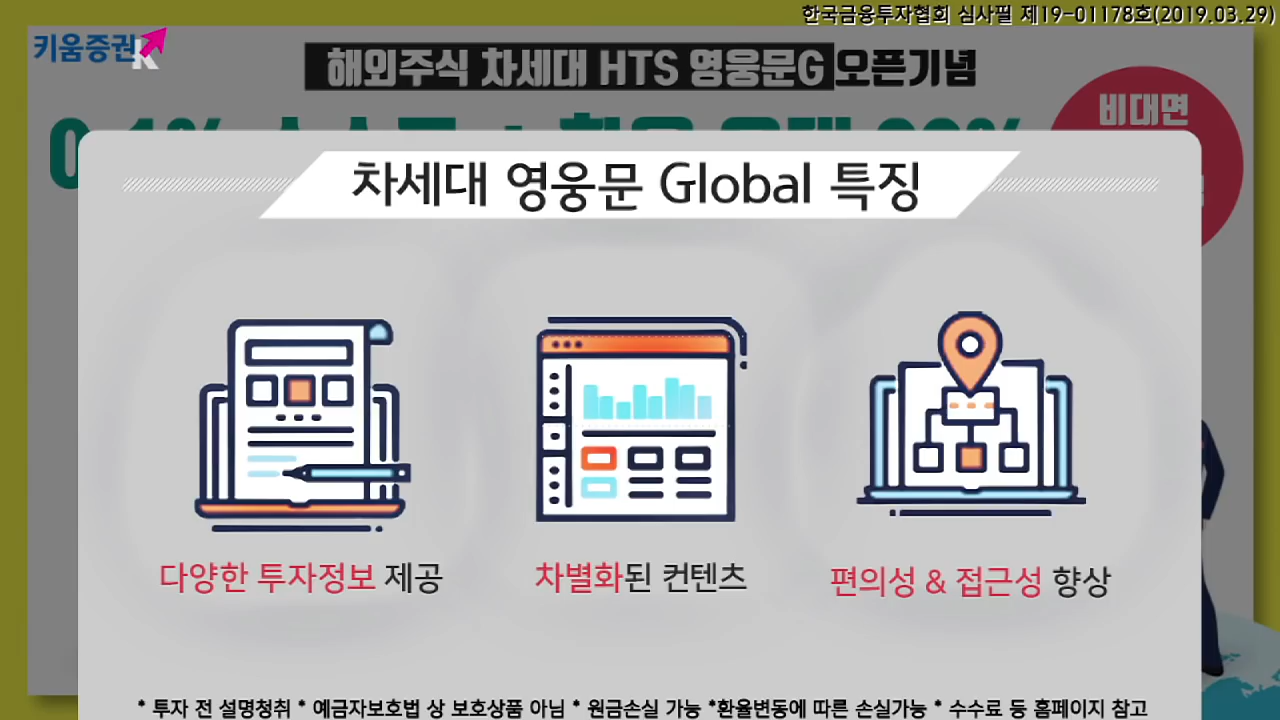 한국금융투자협회 심사필 제19-01178호(2019.03.29)
키움증권
해외주식 차세대 HTS 영웅문G 오픈기념
비대면
차세대 영웅문 Global 특징
다양한 투자정보 제공
차별화된 컨텐츠
편의성 & 접근성 향상
* 투자 전 설명청취 * 예금자보호법 상 보호상품 아님 * 원금손실 가능 *환율변동에 따른 손실가능 * 수수료 등 홈페이지 참고